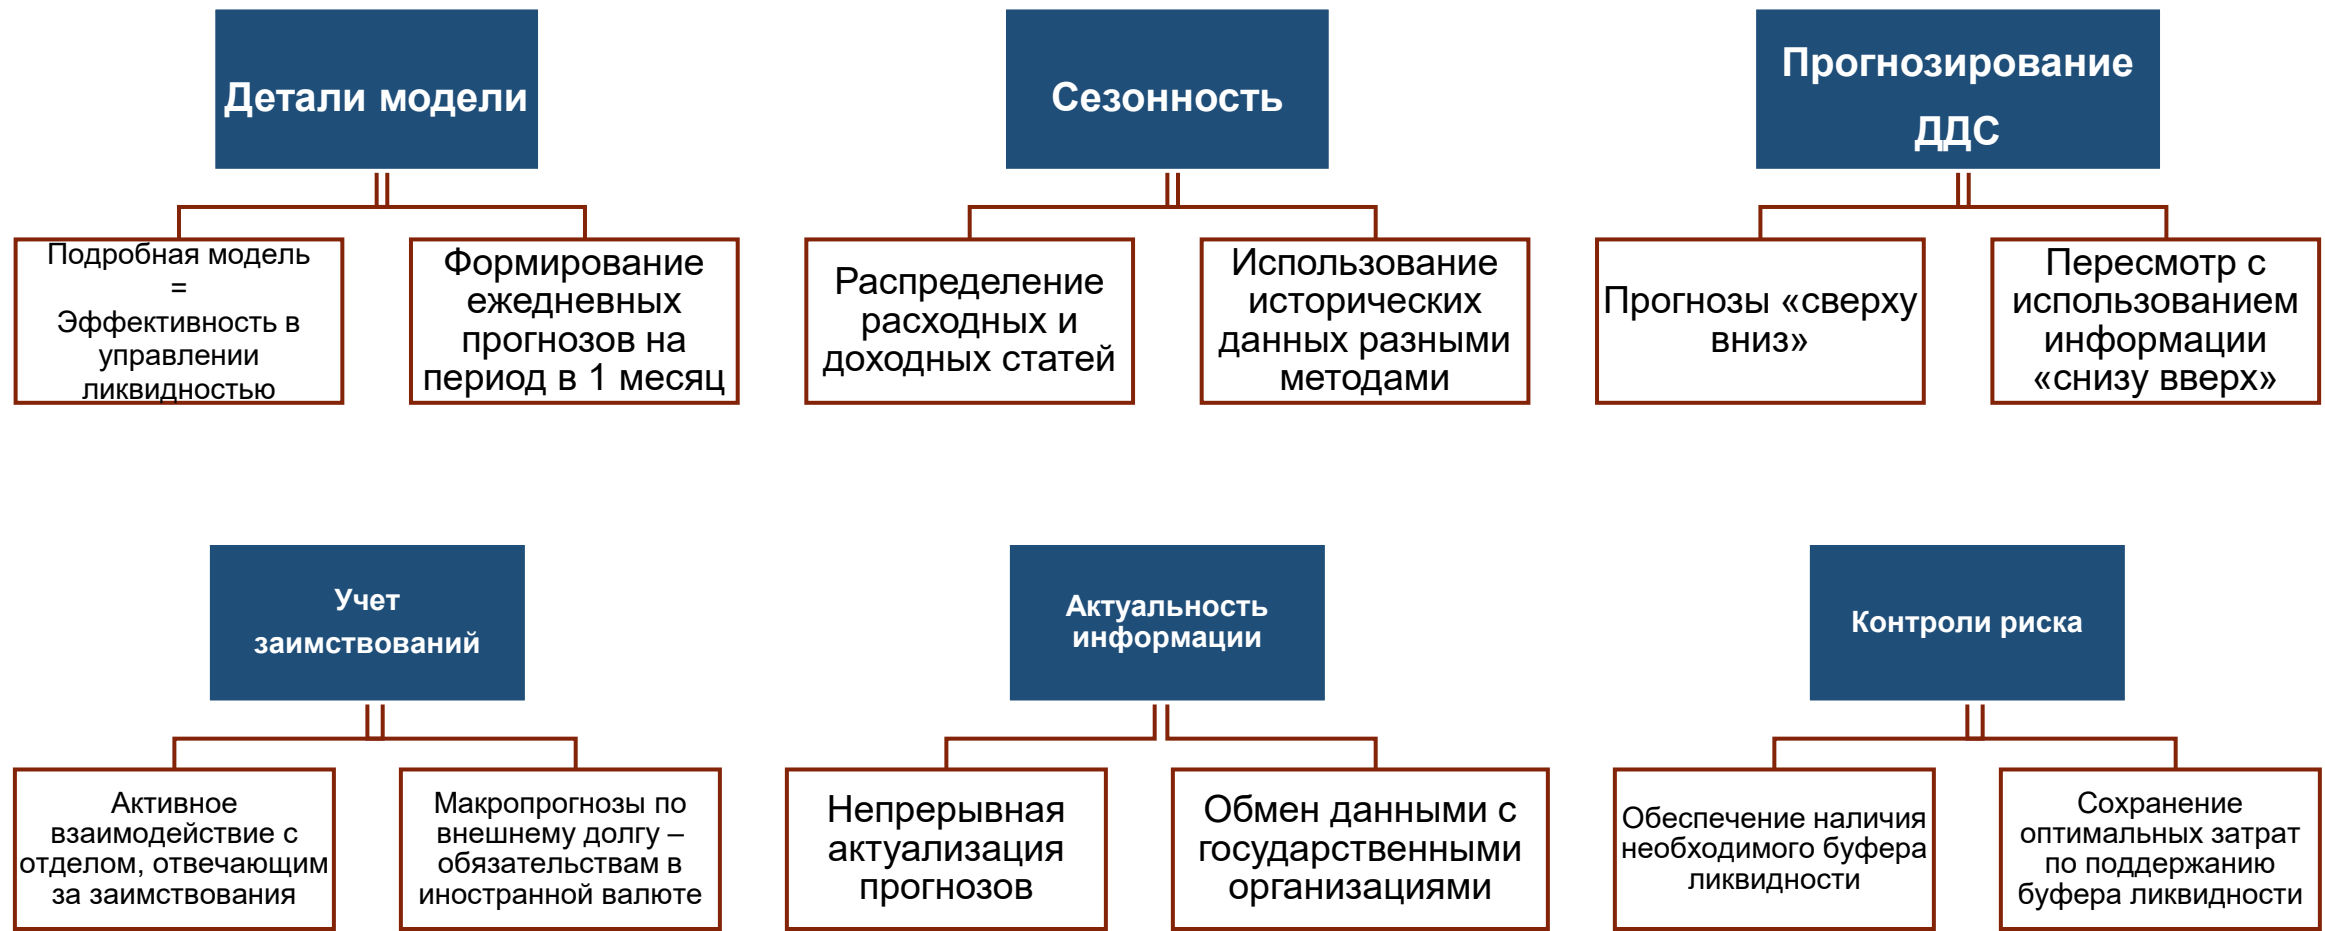 Детали модели
Подробная модель
=
Эффективность в
управлении
ликвидностью
Формирование
ежедневных
прогнозов на
период в 1 месяц
Сезонность
Распределение
расходных и
доходных статей
Использование
исторических
данных разными
методами
Прогнозирование
ДДС
Прогнозы «сверху
вниз»
Пересмотр с
использованием
информации
«снизу вверх»
Учет
заимствований
Активное
взаимодействие с
отделом, отвечающим
за заимствования
Макропрогнозы по
внешнему долгу –
обязательствам в
иностранной валюте
Актуальность
информации
Непрерывная
актуализация
прогнозов
Обмен данными с
государственными
организациями
Контроли риска
Обеспечение наличия
необходимого буфера
ликвидности
Сохранение
оптимальных затрат
по поддержанию
буфера ликвидности